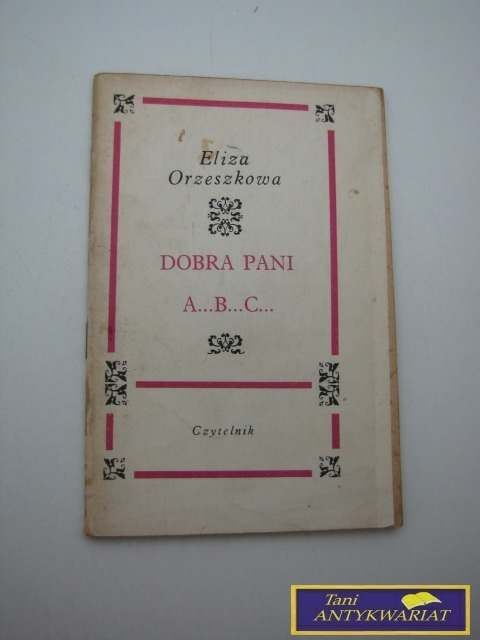 Eliza
Orzeszkowa
DOBRA PANI
A...B...C...
Czytelnik
Tani
ANTYKWARIAT